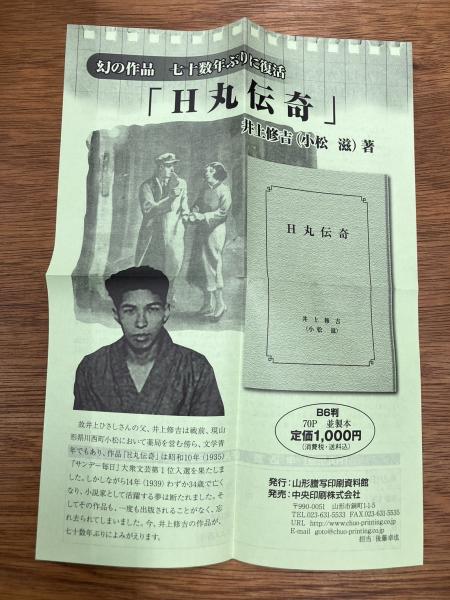 幻の作品 七十数年ぶりに復活
「H丸伝奇」
井上修吉(小松 滋)著
H丸伝奇
井上修吉
(小松 滋)
B6判
70P 並製本
定価1,000円
(消費税・送料込)
故井上ひさしさんの父、井上修吉は戦前、現山
形県川西町小松において薬局を営む傍ら、文学青
年でもあり、作品「H丸伝奇」は昭和10年(1935)
『サンデー毎日』大衆文芸第1位入選を果たしま
した。しかしながら14年(1939)わずか34歳で亡く
なり、小説家として活躍する夢は断たれました。そ
してその作品も、一度も出版されることがなく、忘
れ去られてしまいました。今、井上修吉の作品が、
七十数年ぶりによみがえります。
発行:山形謄写印刷資料館
発売:中央印刷株式会社
〒990-0051 山形市銅町1-1-5
TEL 023-631-5533 FAX 023-631-5535
URL http://www.chuo-printing.co.jp
E-mail goto@chuo-printing.co.jp
担当:後藤卓也